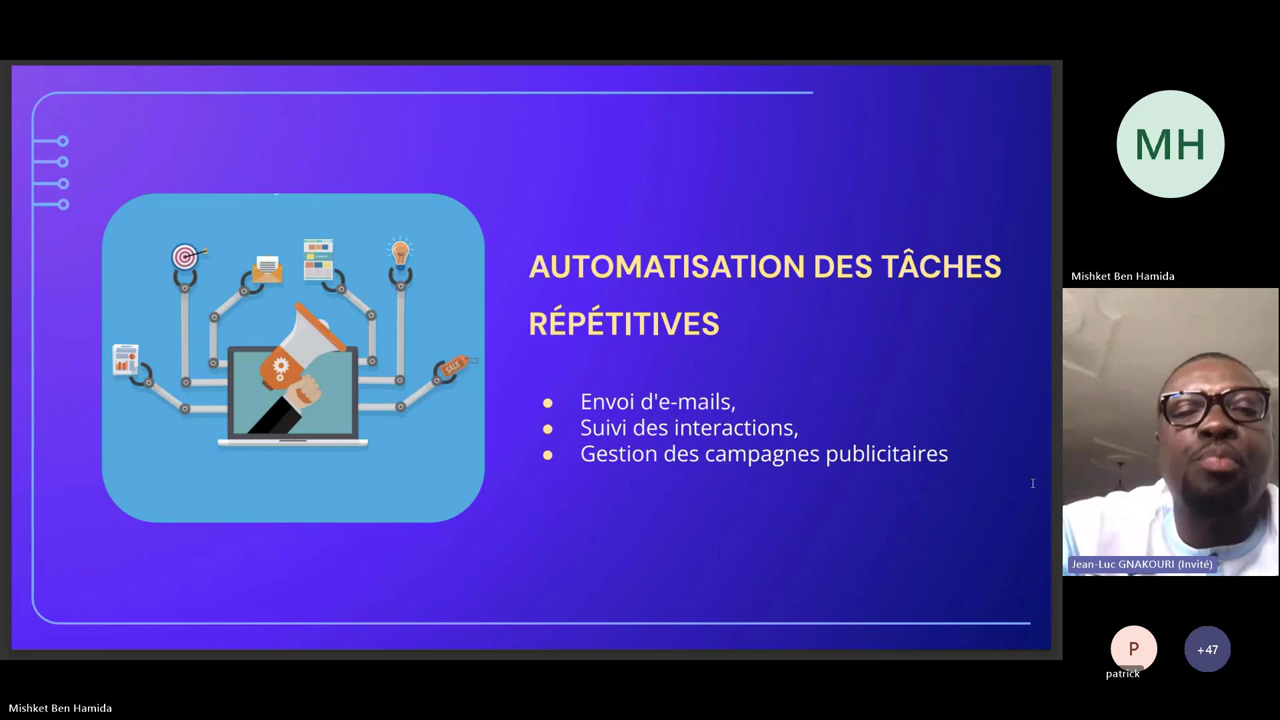 AUTOMATISATION DES TÂCHES
RÉPÉTITIVES
● Envoi d'e-mails,
● Suivi des interactions,
● Gestion des campagnes publicitaires
SALE
MH
Mishket Ben Hamida
Jean-Luc GNAKOURI (Invité)
P
patrick
+47
Mishket Ben Hamida